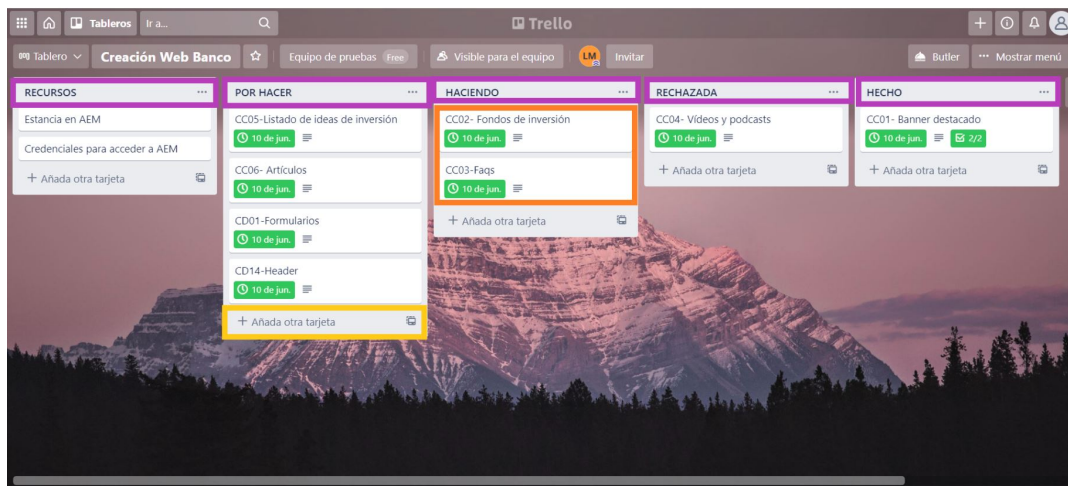 Tableros
Ir a...
Trello
Tablero
Creación Web Banco
Equipo de pruebas Free
Visible para el equipo
LM
Invitar
Butler
Mostrar menú
RECURSOS
Estancia en AEM
Credenciales para acceder a AEM
+ Añada otra tarjeta
POR HACER
CC05-Listado de ideas de inversión
10 de jun.
CC06- Artículos
10 de jun.
CD01-Formularios
10 de jun.
CD14-Header
10 de jun.
+ Añada otra tarjeta
HACIENDO
CC02- Fondos de inversión
10 de jun.
CC03-Faqs
10 de jun.
+ Añada otra tarjeta
RECHAZADA
CC04- Vídeos y podcasts
10 de jun.
+ Añada otra tarjeta
HECHO
CC01- Banner destacado
10 de jun. 2/2
+ Añada otra tarjeta